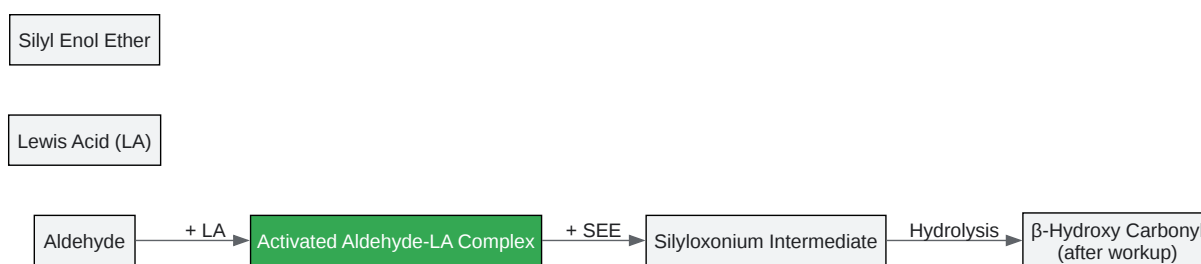 Silyl Enol Ether
Lewis Acid (LA)
Aldehyde
+ LA
Activated Aldehyde-LA Complex
+ SEE
Silyloxonium Intermediate
Hydrolysis
β-Hydroxy Carbonyl
(after workup)